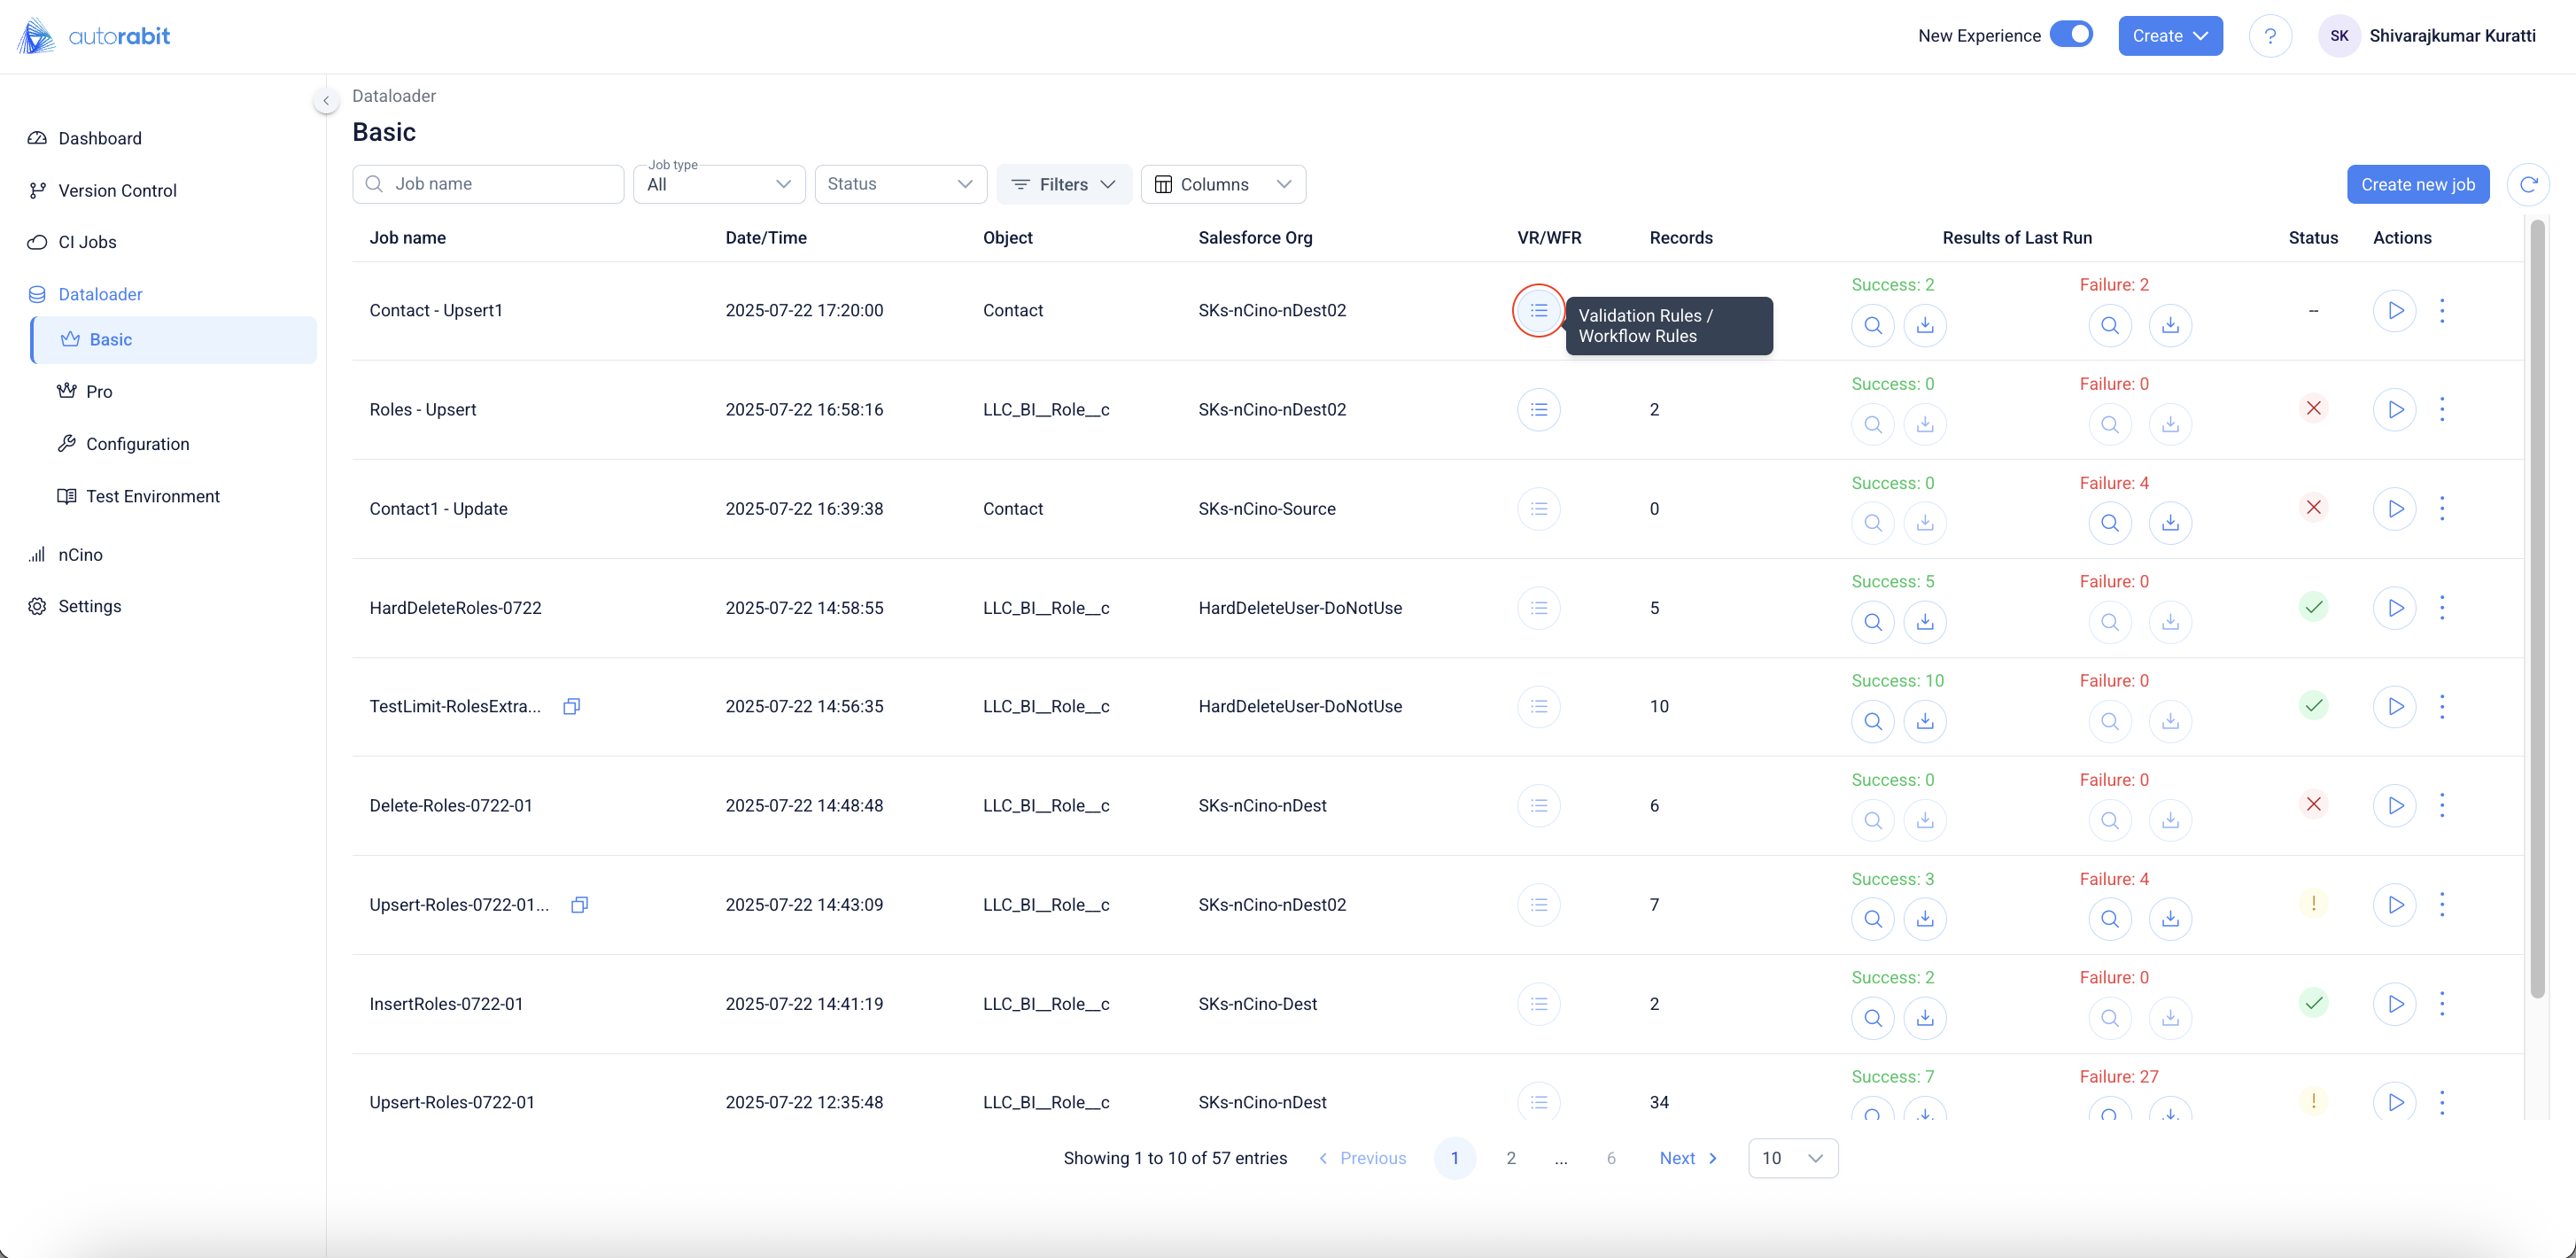 autorabit
New Experience
Create
?
SK
Shivarajkumar Kuratti
Dashboard
Version Control
CI Jobs
Dataloader
Basic
Pro
Configuration
Test Environment
nCino
Settings
Dataloader
Basic
Job name
Job type
All
Status
Filters
Columns
Create new job
Job name Date/Time Object Salesforce Org VR/WFR Records Results of Last Run Status Actions
Contact - Upsert1 2025-07-22 17:20:00 Contact SKs-nCino-nDest02 Success: 2 Failure: 2 --
Validation Rules /
Workflow Rules
Roles - Upsert 2025-07-22 16:58:16 LLC_BI__Role__c SKs-nCino-nDest02 2 Success: 0 Failure: 0
Contact1 - Update 2025-07-22 16:39:38 Contact SKs-nCino-Source 0 Success: 0 Failure: 4
HardDeleteRoles-0722 2025-07-22 14:58:55 LLC_BI__Role__c HardDeleteUser-DoNotUse 5 Success: 5 Failure: 0
TestLimit-RolesExtra... 2025-07-22 14:56:35 LLC_BI__Role__c HardDeleteUser-DoNotUse 10 Success: 10 Failure: 0
Delete-Roles-0722-01 2025-07-22 14:48:48 LLC_BI__Role__c SKs-nCino-nDest 6 Success: 0 Failure: 0
Upsert-Roles-0722-01... 2025-07-22 14:43:09 LLC_BI__Role__c SKs-nCino-nDest02 7 Success: 3 Failure: 4 !
InsertRoles-0722-01 2025-07-22 14:41:19 LLC_BI__Role__c SKs-nCino-Dest 2 Success: 2 Failure: 0
Upsert-Roles-0722-01 2025-07-22 12:35:48 LLC_BI__Role__c SKs-nCino-nDest 34 Success: 7 Failure: 27 !
Showing 1 to 10 of 57 entries Previous 1 2 ... 6 Next 10